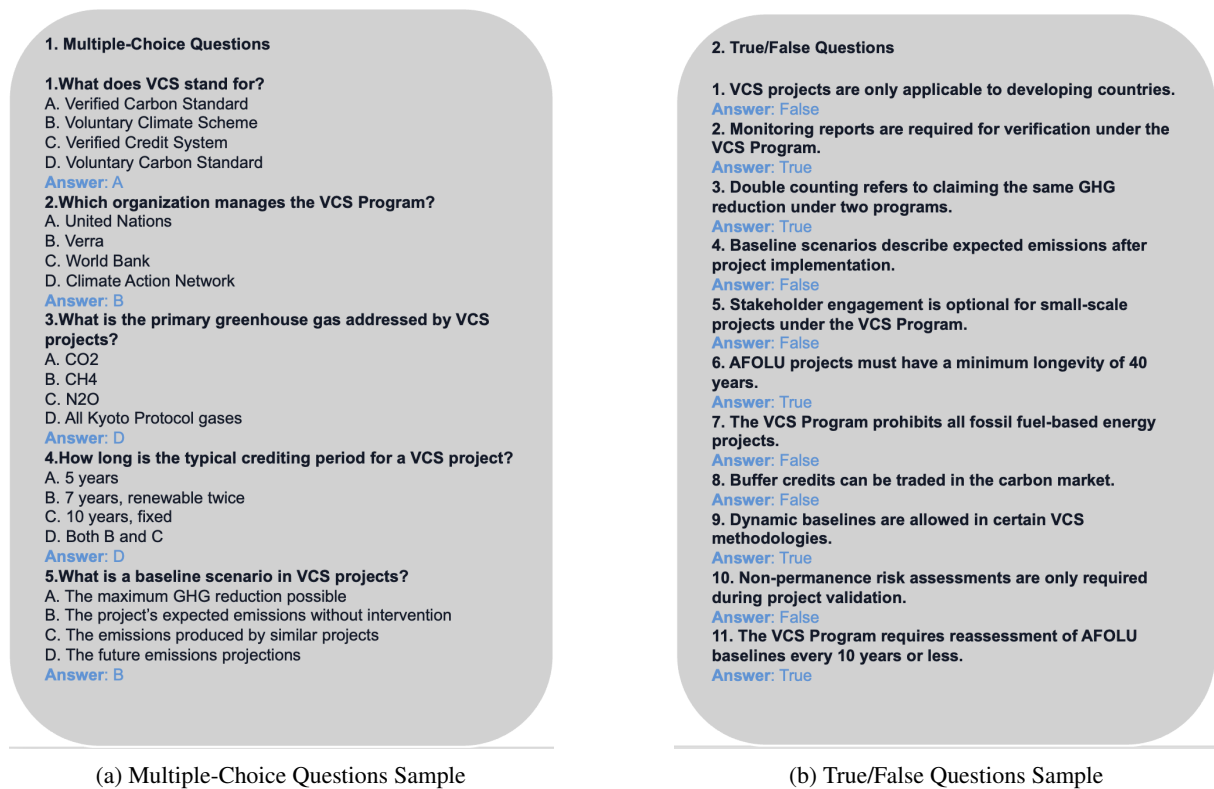 1. Multiple-Choice Questions
1.What does VCS stand for?
A. Verified Carbon Standard
B. Voluntary Climate Scheme
C. Verified Credit System
D. Voluntary Carbon Standard
Answer: A
2.Which organization manages the VCS Program?
A. United Nations
B. Verra
C. World Bank
D. Climate Action Network
Answer: B
3.What is the primary greenhouse gas addressed by VCS
projects?
A. CO2
B. CH4
C. N2O
D. All Kyoto Protocol gases
Answer: D
4.How long is the typical crediting period for a VCS project?
A. 5 years
B. 7 years, renewable twice
C. 10 years, fixed
D. Both B and C
Answer: D
5.What is a baseline scenario in VCS projects?
A. The maximum GHG reduction possible
B. The project's expected emissions without intervention
C. The emissions produced by similar projects
D. The future emissions projections
Answer: B
(a) Multiple-Choice Questions Sample
2. True/False Questions
1. VCS projects are only applicable to developing countries.
Answer: False
2. Monitoring reports are required for verification under the
VCS Program.
Answer: True
3. Double counting refers to claiming the same GHG
reduction under two programs.
Answer: True
4. Baseline scenarios describe expected emissions after
project implementation.
Answer: False
5. Stakeholder engagement is optional for small-scale
projects under the VCS Program.
Answer: False
6. AFOLU projects must have a minimum longevity of 40
years.
Answer: True
7. The VCS Program prohibits all fossil fuel-based energy
projects.
Answer: False
8. Buffer credits can be traded in the carbon market.
Answer: False
9. Dynamic baselines are allowed in certain VCS
methodologies.
Answer: True
10. Non-permanence risk assessments are only required
during project validation.
Answer: False
11. The VCS Program requires reassessment of AFOLU
baselines every 10 years or less.
Answer: True
(b) True/False Questions Sample